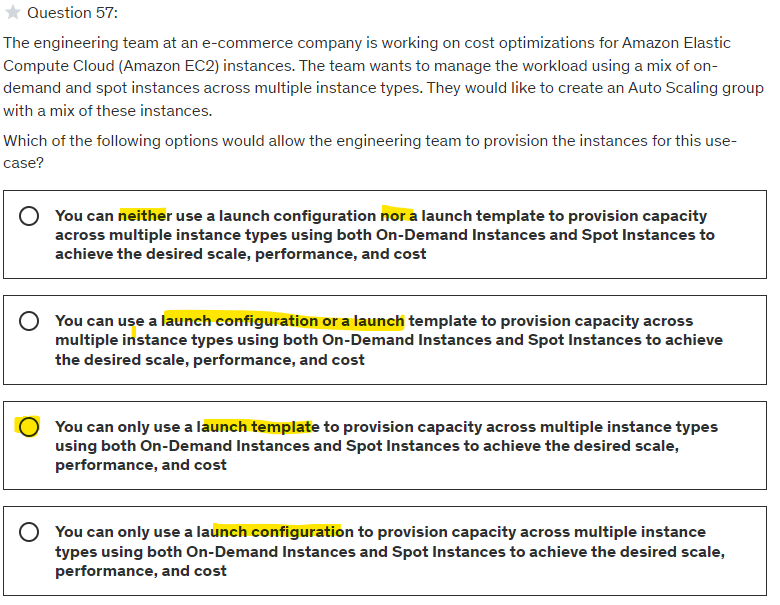 Question 57:
The engineering team at an e-commerce company is working on cost optimizations for Amazon Elastic
Compute Cloud (Amazon EC2) instances. The team wants to manage the workload using a mix of on-
demand and spot instances across multiple instance types. They would like to create an Auto Scaling group
with a mix of these instances.
Which of the following options would allow the engineering team to provision the instances for this use-
case?
You can neither use a launch configuration nor a launch template to provision capacity
across multiple instance types using both On-Demand Instances and Spot Instances to
achieve the desired scale, performance, and cost
You can use a launch configuration or a launch template to provision capacity across
multiple instance types using both On-Demand Instances and Spot Instances to achieve
the desired scale, performance, and cost
You can only use a launch template to provision capacity across multiple instance types
using both On-Demand Instances and Spot Instances to achieve the desired scale,
performance, and cost
You can only use a launch configuration to provision capacity across multiple instance
types using both On-Demand Instances and Spot Instances to achieve the desired scale,
performance, and cost